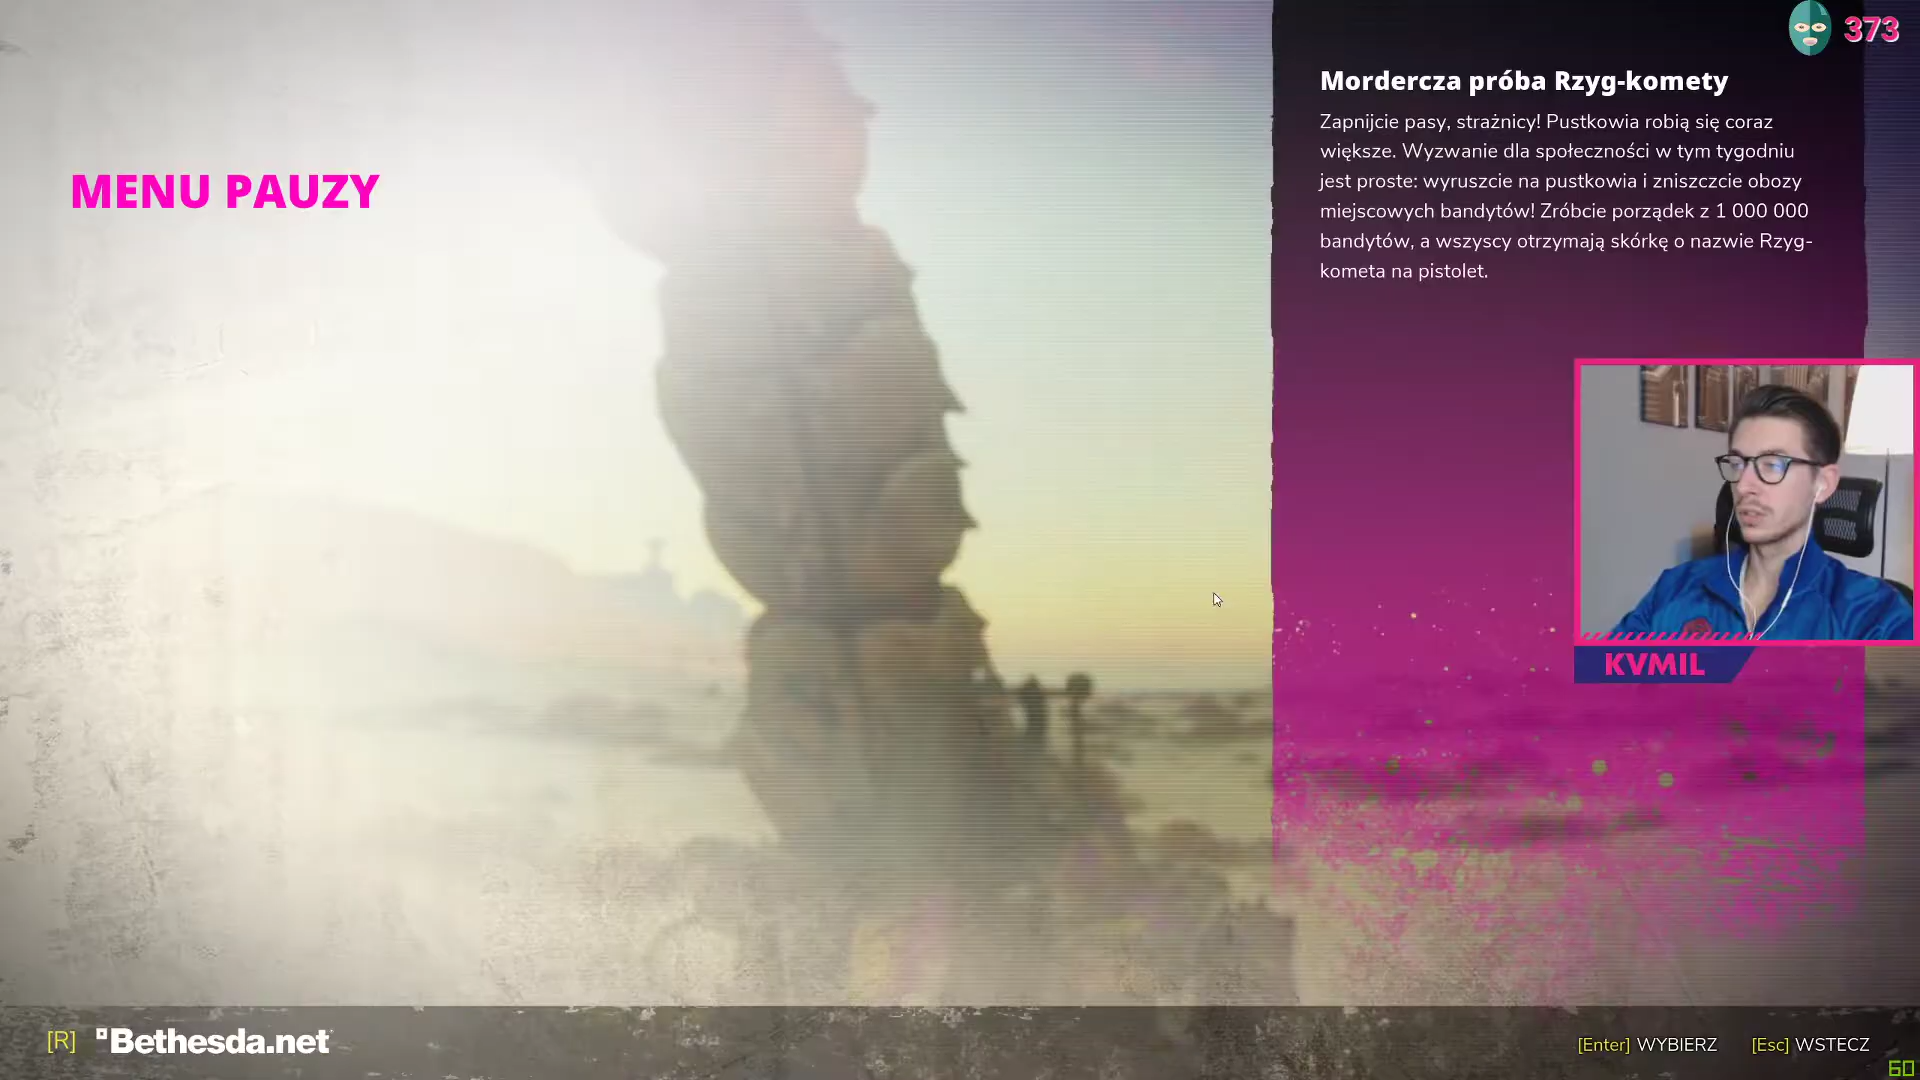 373
Mordercza próba Rzyg-komety
Zapnijcie pasy, strażnicy! Pustkowia robią się coraz
większe. Wyzwanie dla społeczności w tym tygodniu
jest proste: wyruszcie na pustkowia i zniszczcie obozy
miejscowych bandytów! Zróbcie porządek z 1 000 000
bandytów, a wszyscy otrzymają skórkę o nazwie Rzyg-
kometa na pistolet.
MENU PAUZY
KVMIL
[R] Bethesda.net
[Enter] WYBIERZ [Esc] WSTECZ
60